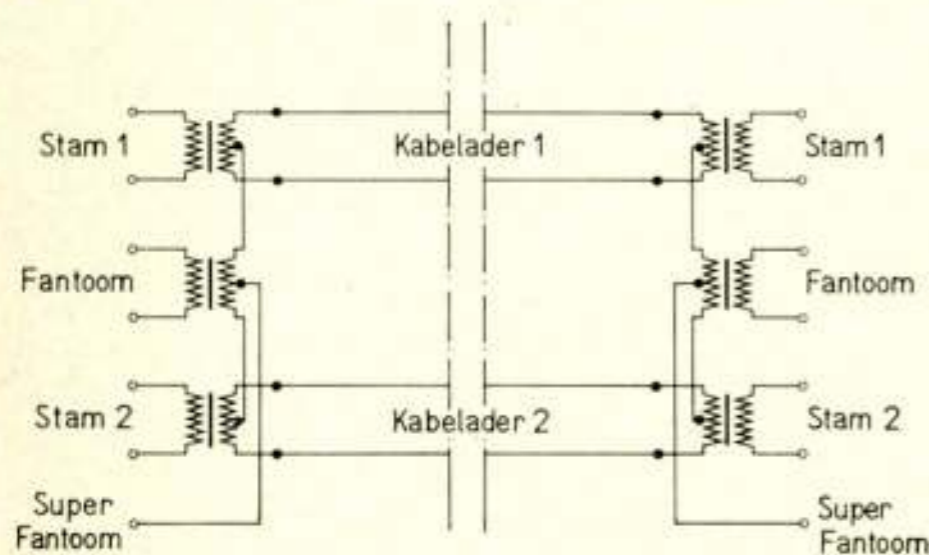 Stam 1
Kabelader 1
Stam 1
Fantoom
Fantoom
Stam 2
Kabelader 2
Stam 2
Super
Fantoom
Super
Fantoom